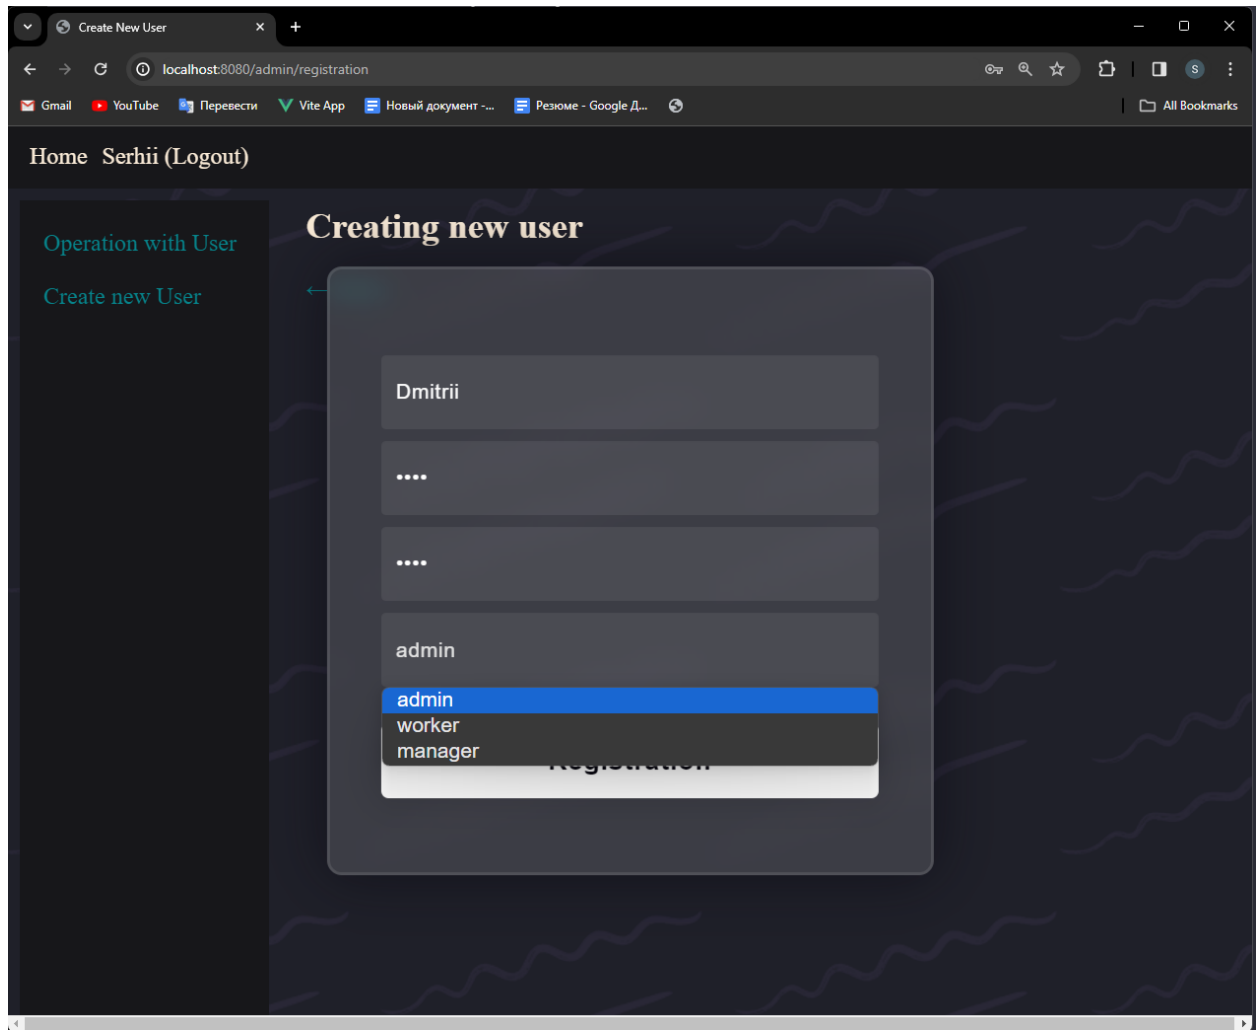 Create New User
localhost:8080/admin/registration
Gmail YouTube Перевести Vite App Новый документ -... Резюме - Google Д... All Bookmarks
S
Home Serhii (Logout)
Operation with User
Create new User
Creating new user
←
Dmitrii
••••
••••
admin
admin
worker
manager
Registration